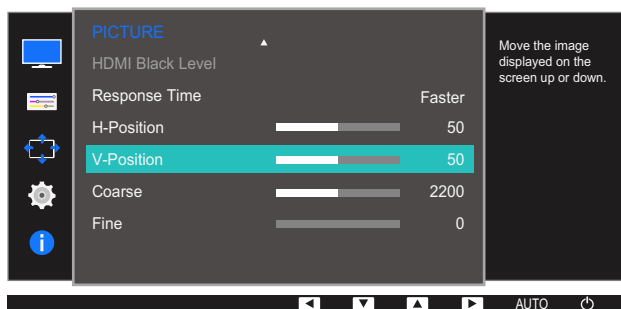 PICTURE
HDMI Black Level
Response Time Faster
H-Position 50
V-Position 50
Coarse 2200
Fine 0
Move the image
displayed on the
screen up or down.
AUTO